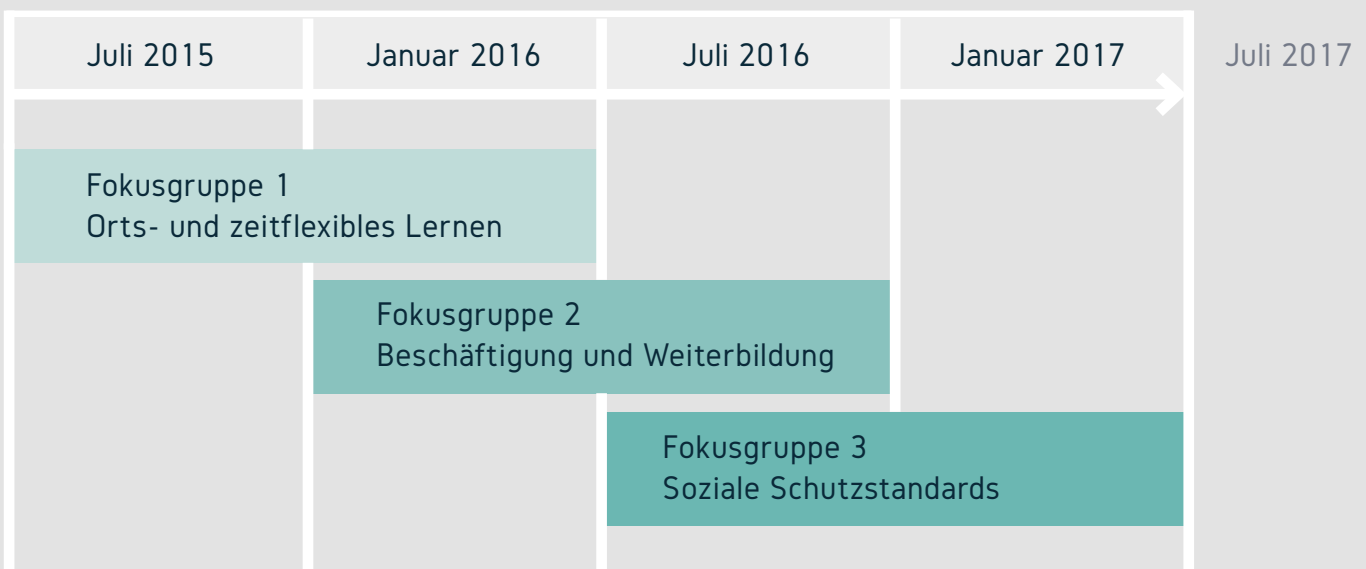 Juli 2015 Januar 2016 Juli 2016 Januar 2017 Juli 2017
Fokusgruppe 1
Orts- und zeitflexibles Lernen
Fokusgruppe 2
Beschäftigung und Weiterbildung
Fokusgruppe 3
Soziale Schutzstandards